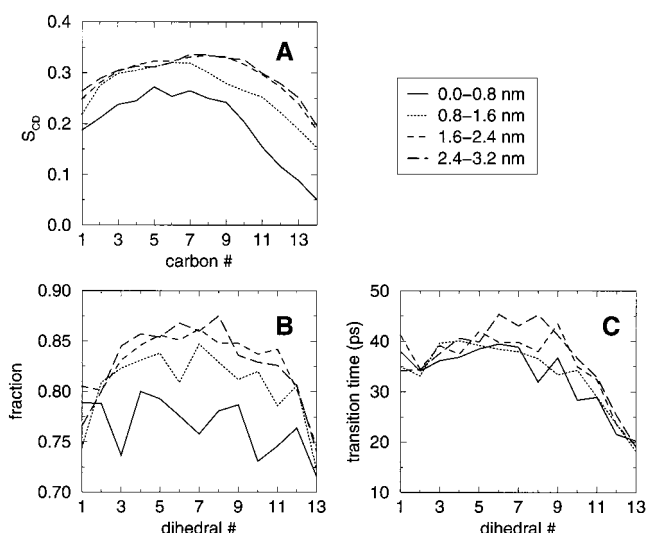 0.4
0.3
0.2
0.1
0.0
S_CD
A
1 3 5 7 9 11 13
carbon #
0.0–0.8 nm
0.8–1.6 nm
1.6–2.4 nm
2.4–3.2 nm
0.90
0.85
0.80
0.75
0.70
fraction
B
1 3 5 7 9 11 13
dihedral #
50
40
30
20
10
transition time (ps)
C
1 3 5 7 9 11 13
dihedral #